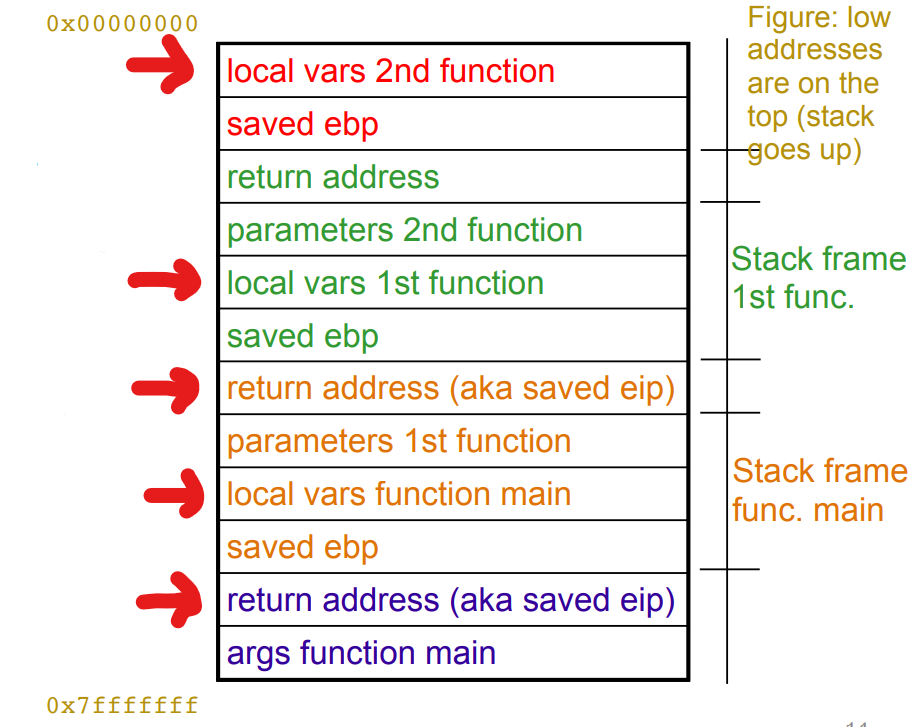 0x00000000
Figure: low
addresses
are on the
top (stack
goes up)
local vars 2nd function
saved ebp
return address
parameters 2nd function
local vars 1st function
saved ebp
Stack frame
1st func.
return address (aka saved eip)
parameters 1st function
local vars function main
saved ebp
Stack frame
func. main
return address (aka saved eip)
args function main
0x7fffffff